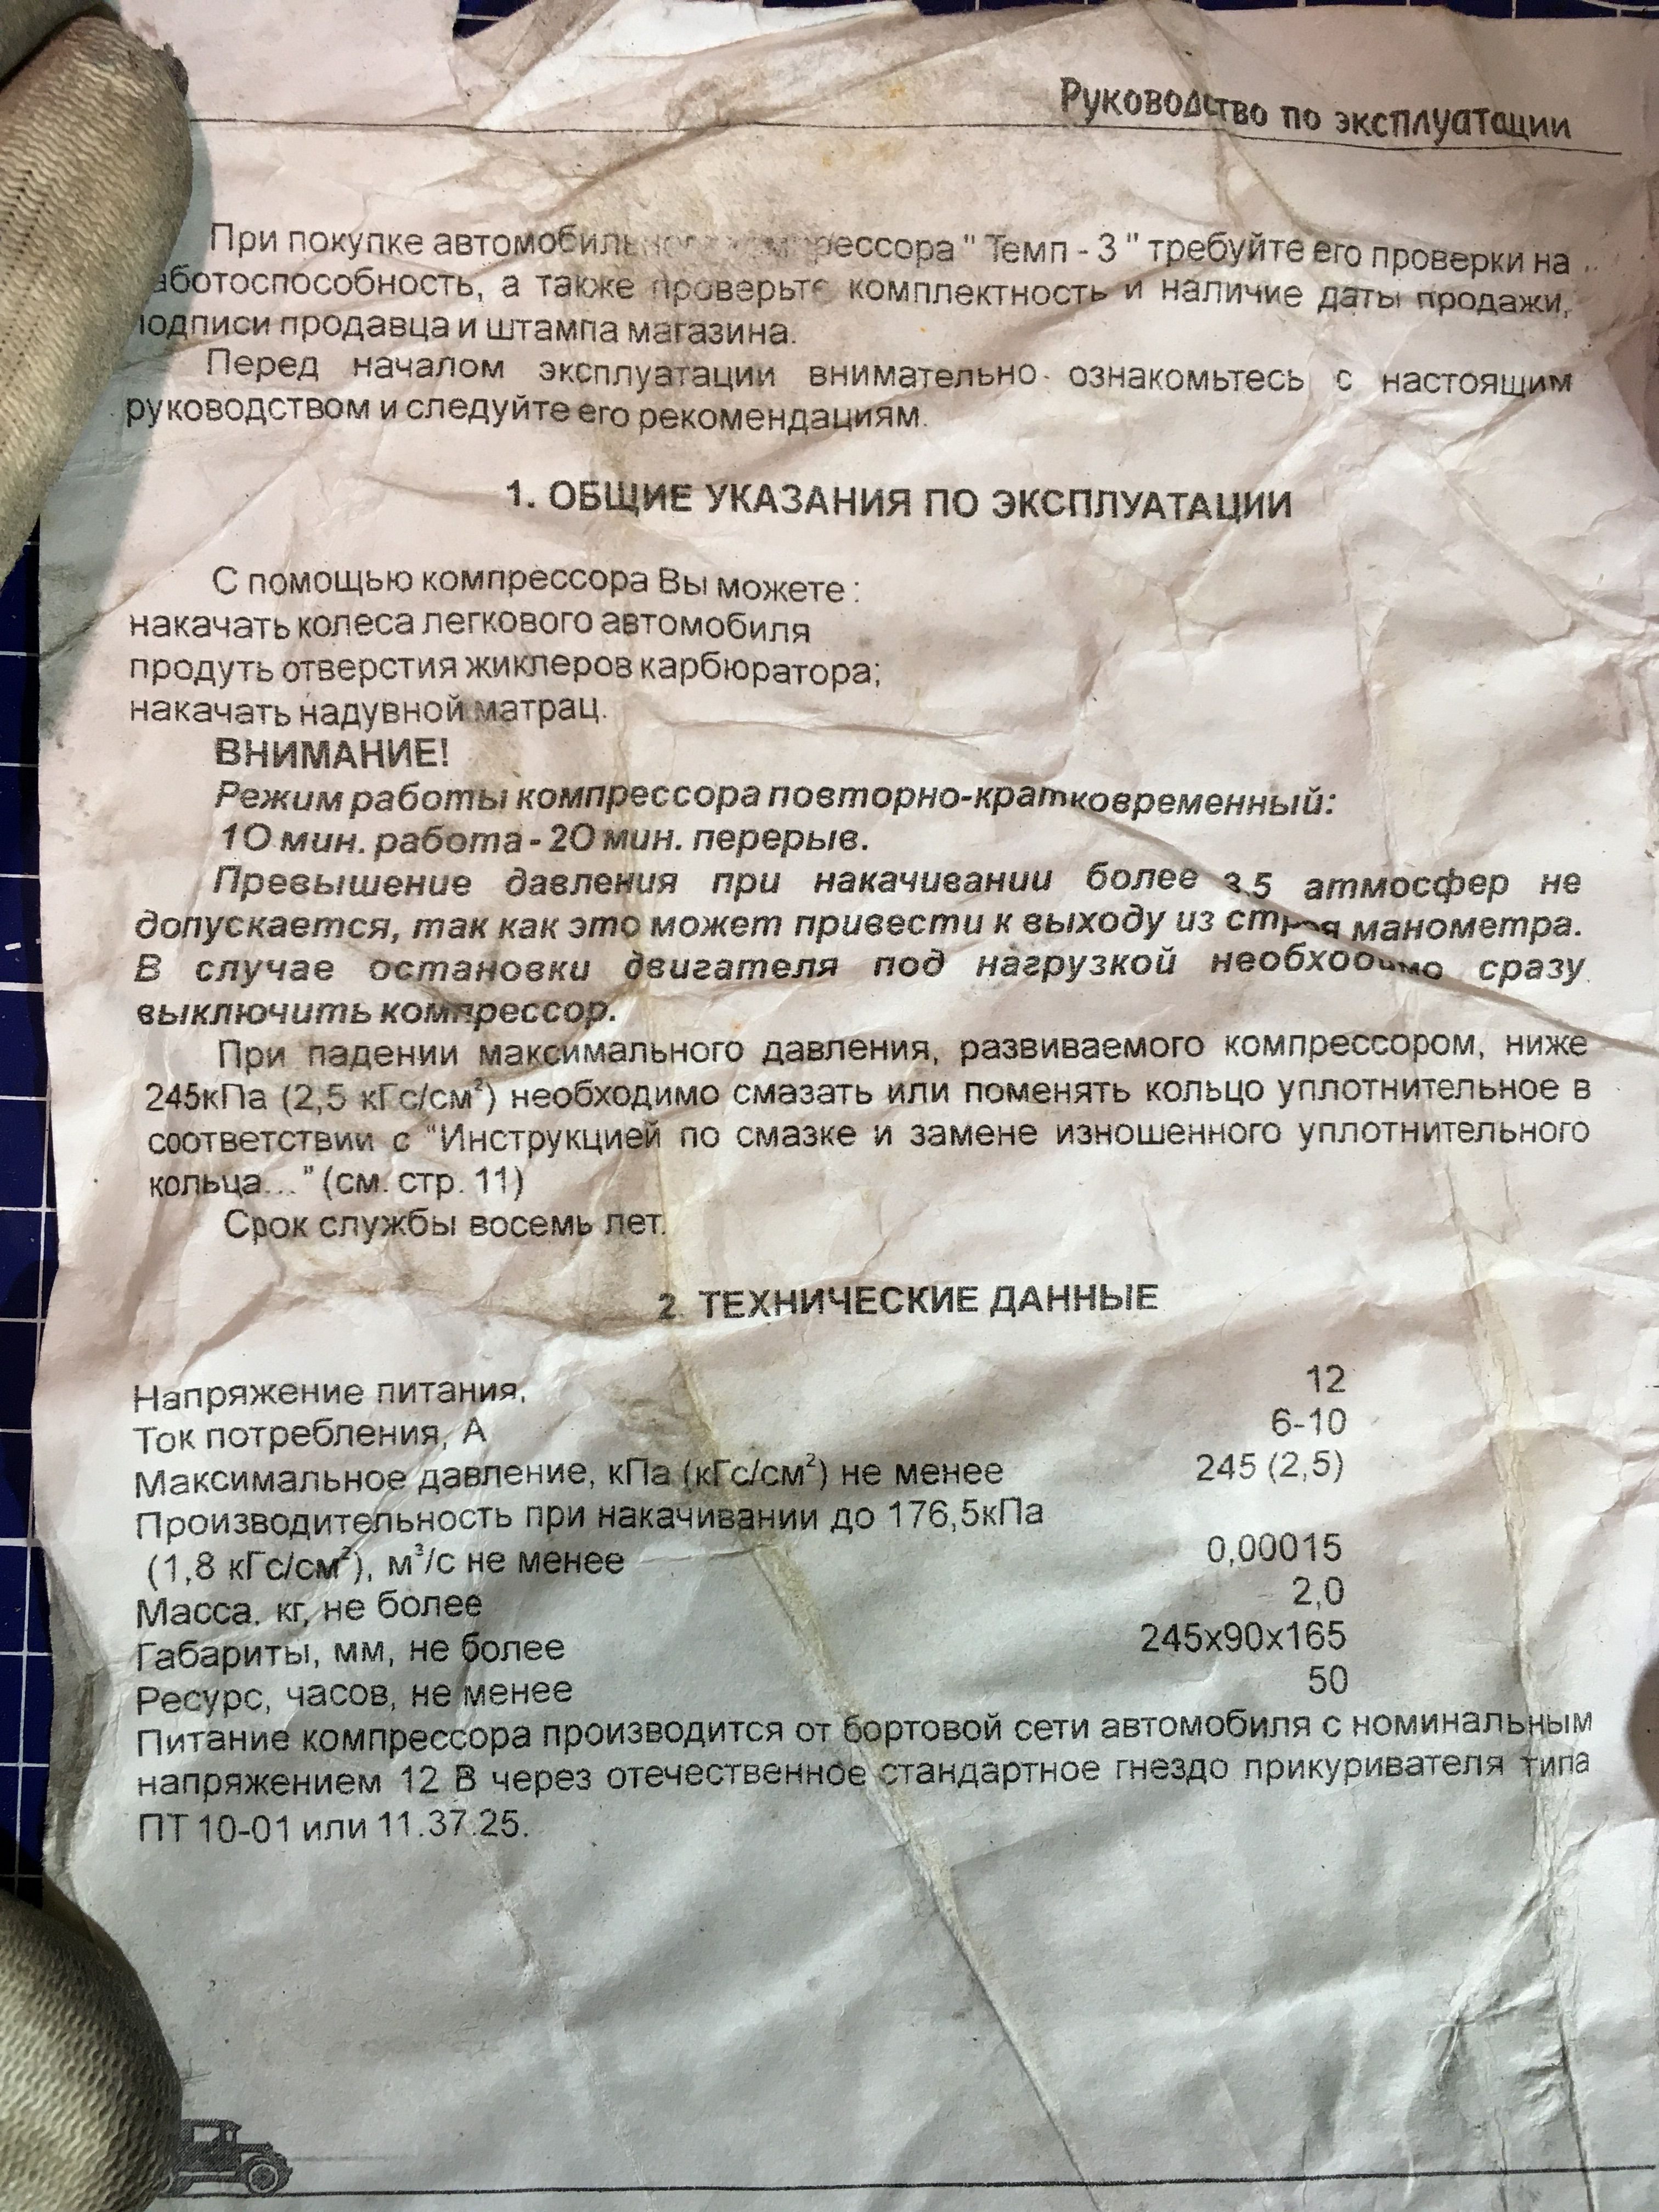 Руководство по эксплуатации
При покупке автомобильного компрессора " Темп - 3 " требуйте его проверки на
аботоспособность, а также проверьте комплектность и наличие даты продажи,
подписи продавца и штампа магазина.
Перед началом эксплуатации внимательно ознакомьтесь с настоящим
руководством и следуйте его рекомендациям.
1. ОБЩИЕ УКАЗАНИЯ ПО ЭКСПЛУАТАЦИИ
С помощью компрессора Вы можете :
накачать колеса легкового автомобиля
продуть отверстия жиклеров карбюратора;
накачать надувной матрац.
ВНИМАНИЕ!
Режим работы компрессора повторно-кратковременный:
10 мин. работа - 20 мин. перерыв.
Превышение давления при накачивании более 3,5 атмосфер не
допускается, так как это может привести к выходу из строя манометра.
В случае остановки двигателя под нагрузкой необходимо сразу
выключить компрессор.
При падении максимального давления, развиваемого компрессором, ниже
245кПа (2,5 кГс/см²) необходимо смазать или поменять кольцо уплотнительное в
соответствии с "Инструкцией по смазке и замене изношенного уплотнительного
кольца..." (см. стр. 11)
Срок службы восемь лет.
2. ТЕХНИЧЕСКИЕ ДАННЫЕ
Напряжение питания, 12
Ток потребления, А 6-10
Максимальное давление, кПа (кГс/см²) не менее 245 (2,5)
Производительность при накачивании до 176,5кПа
(1,8 кГс/см²), м³/с не менее 0,00015
Масса. кг, не более 2,0
Габариты, мм, не более 245х90х165
Ресурс, часов, не менее 50
Питание компрессора производится от бортовой сети автомобиля с номинальным
напряжением 12 В через отечественное стандартное гнездо прикуривателя типа
ПТ 10-01 или 11.37.25.